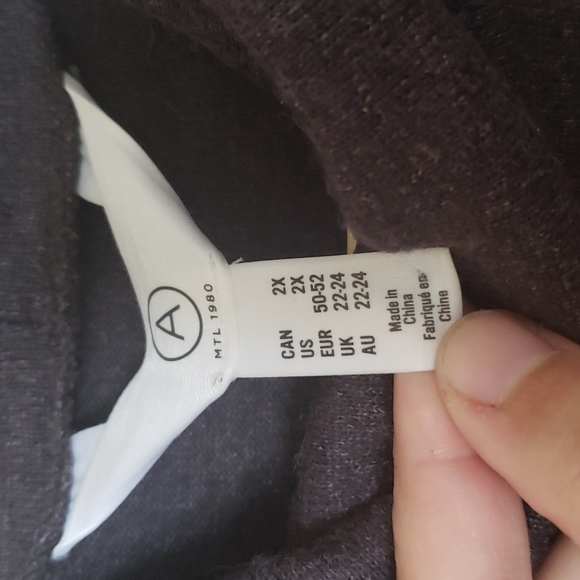 A
MTL 1980
CAN 2X
US 2X
EUR 50-52
UK 22-24
AU 22-24
Made in
China
Fabriqué en
Chine